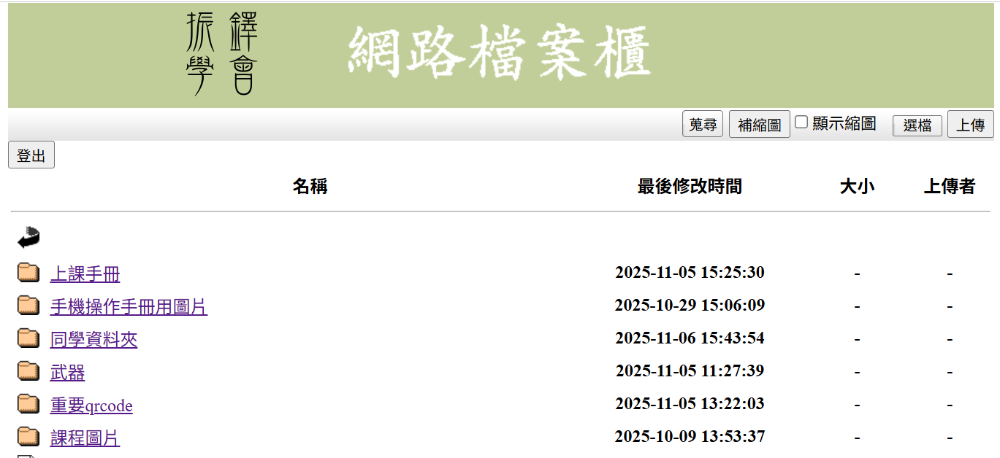 振鐸
學會
網路檔案櫃
蒐尋 補縮圖 顯示縮圖 選檔 上傳
登出
名稱 最後修改時間 大小 上傳者
上課手冊 2025-11-05 15:25:30 - -
手機操作手冊用圖片 2025-10-29 15:06:09 - -
同學資料夾 2025-11-06 15:43:54 - -
武器 2025-11-05 11:27:39 - -
重要qrcode 2025-11-05 13:22:03 - -
課程圖片 2025-10-09 13:53:37 - -